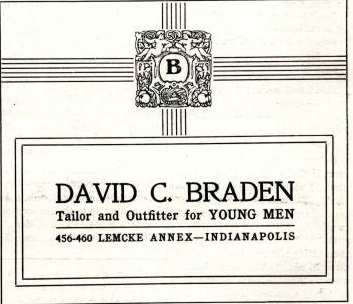 B
DAVID C. BRADEN
Tailor and Outfitter for YOUNG MEN
456-460 LEMCKE ANNEX—INDIANAPOLIS